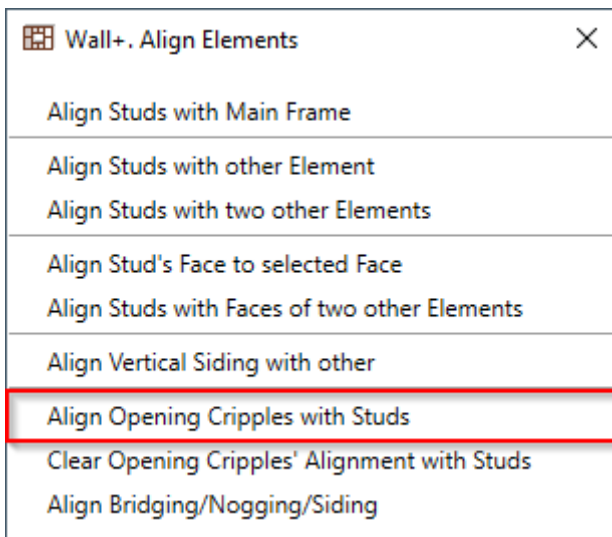 Wall+. Align Elements
Align Studs with Main Frame
Align Studs with other Element
Align Studs with two other Elements
Align Stud's Face to selected Face
Align Studs with Faces of two other Elements
Align Vertical Siding with other
Align Opening Cripples with Studs
Clear Opening Cripples' Alignment with Studs
Align Bridging/Nogging/Siding